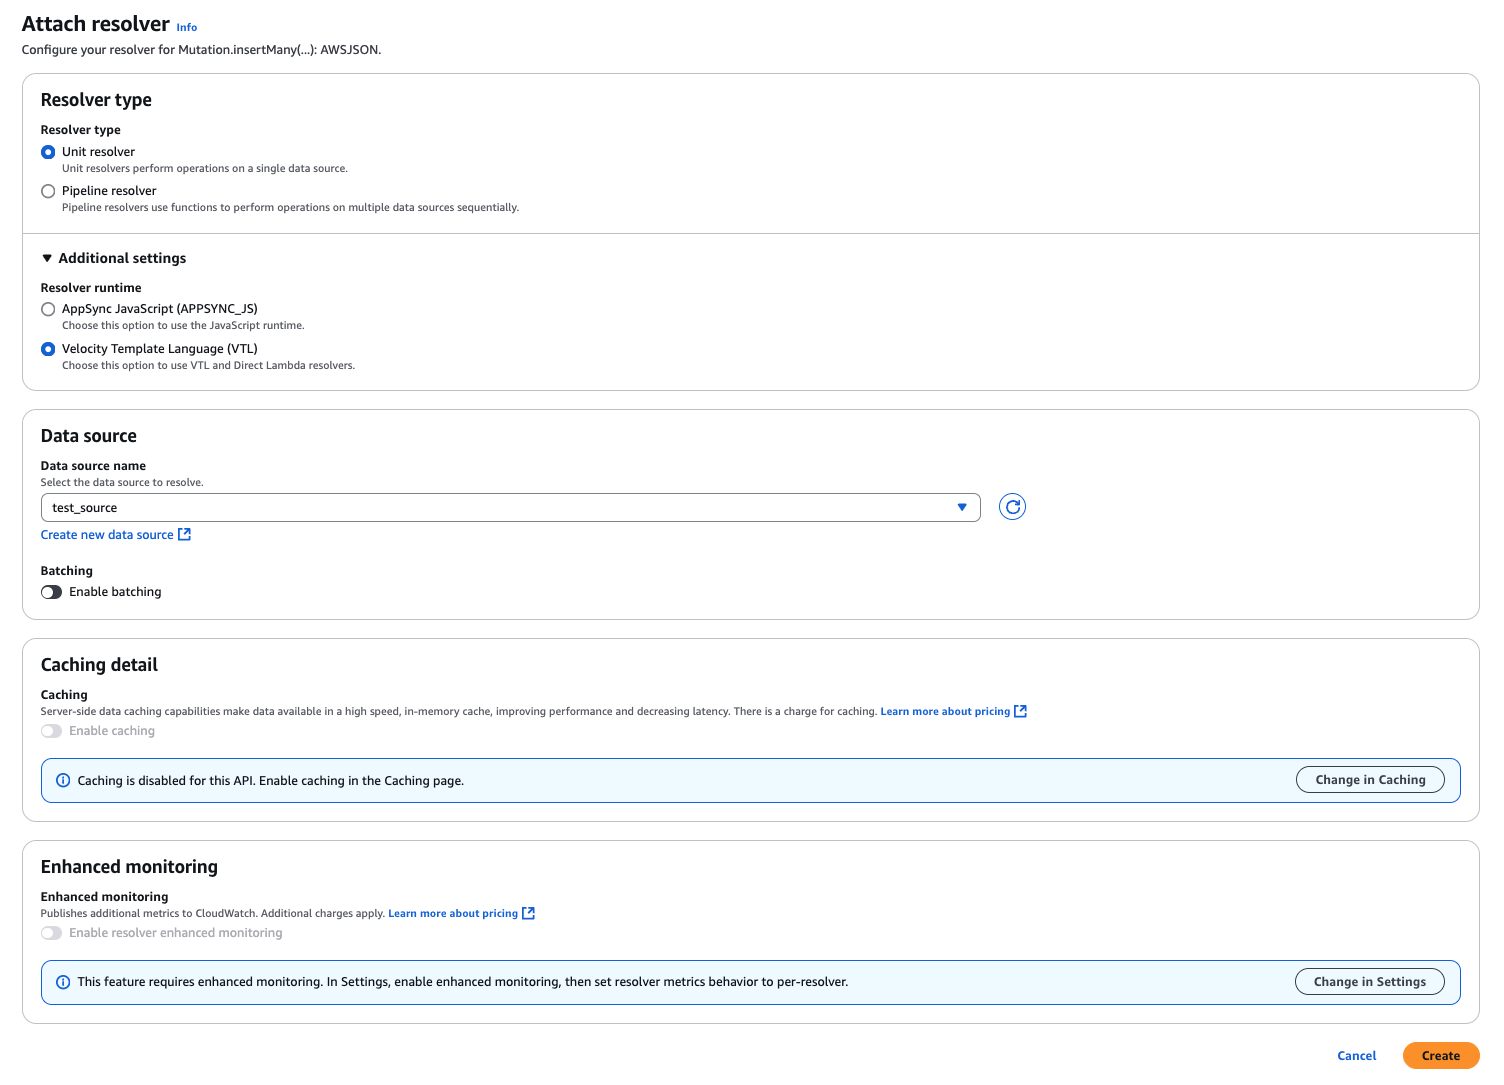 Attach resolver Info
Configure your resolver for Mutation.insertMany(...): AWSJSON.
Resolver type
Resolver type
Unit resolver
Unit resolvers perform operations on a single data source.
Pipeline resolver
Pipeline resolvers use functions to perform operations on multiple data sources sequentially.
Additional settings
Resolver runtime
AppSync JavaScript (APPSYNC_JS)
Choose this option to use the JavaScript runtime.
Velocity Template Language (VTL)
Choose this option to use VTL and Direct Lambda resolvers.
Data source
Data source name
Select the data source to resolve.
test_source
Create new data source
Batching
Enable batching
Caching detail
Caching
Server-side data caching capabilities make data available in a high speed, in-memory cache, improving performance and decreasing latency. There is a charge for caching. Learn more about pricing
Enable caching
Caching is disabled for this API. Enable caching in the Caching page. Change in Caching
Enhanced monitoring
Enhanced monitoring
Publishes additional metrics to CloudWatch. Additional charges apply. Learn more about pricing
Enable resolver enhanced monitoring
This feature requires enhanced monitoring. In Settings, enable enhanced monitoring, then set resolver metrics behavior to per-resolver. Change in Settings
Cancel Create